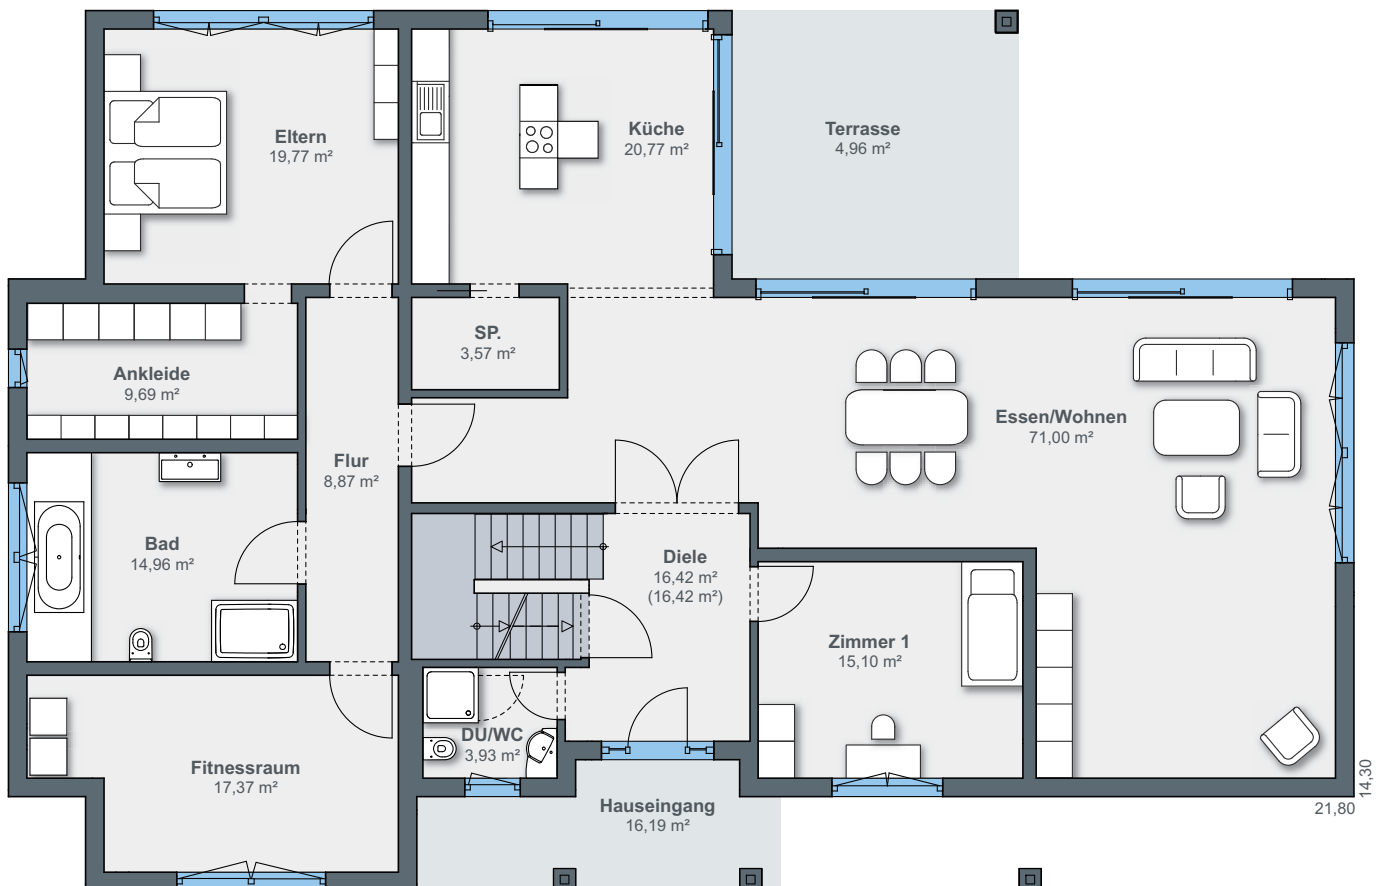 Eltern
19,77 m²
Küche
20,77 m²
Terrasse
4,96 m²
SP.
3,57 m²
Ankleide
9,69 m²
Essen/Wohnen
71,00 m²
Flur
8,87 m²
Bad
14,96 m²
Diele
16,42 m²
(16,42 m²)
Zimmer 1
15,10 m²
DU/WC
3,93 m²
Fitnessraum
17,37 m²
Hauseingang
16,19 m²
14,30
21,80